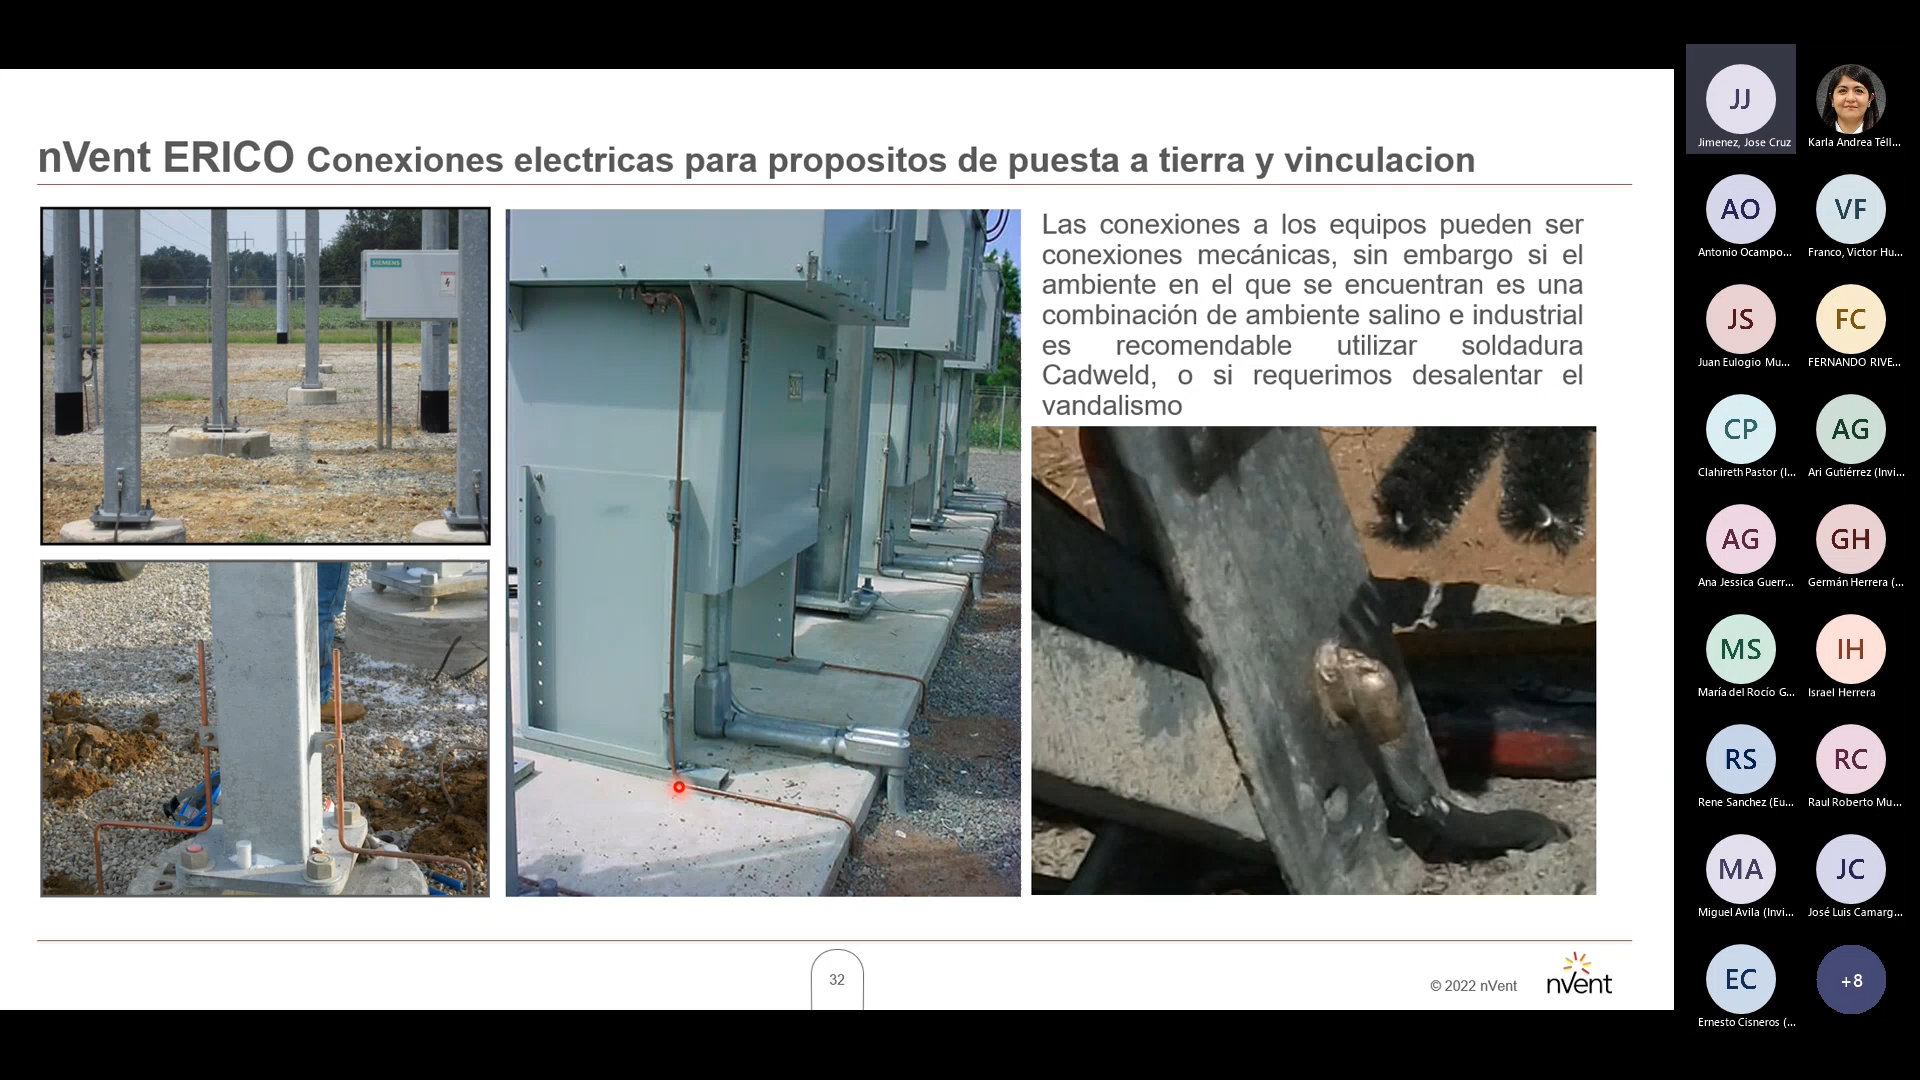 nVent ERICO Conexiones electricas para propositos de puesta a tierra y vinculacion
SIEMENS
Las conexiones a los equipos pueden ser
conexiones mecánicas, sin embargo si el
ambiente en el que se encuentran es una
combinación de ambiente salino e industrial
es recomendable utilizar soldadura
Cadweld, o si requerimos desalentar el
vandalismo
32
© 2022 nVent
nVent
JJ
Jimenez, Jose Cruz
Karla Andrea Téll...
AO
Antonio Ocampo...
VF
Franco, Victor Hu...
JS
Juan Eulogio Mu...
FC
FERNANDO RIVE...
CP
Clahireth Pastor (I...
AG
Ari Gutiérrez (Invi...
AG
Ana Jessica Guerr...
GH
Germán Herrera (...
MS
María del Rocío G...
IH
Israel Herrera
RS
Rene Sanchez (Eu...
RC
Raul Roberto Mu...
MA
Miguel Avila (Invi...
JC
José Luis Camarg...
EC
Ernesto Cisneros (...
+8